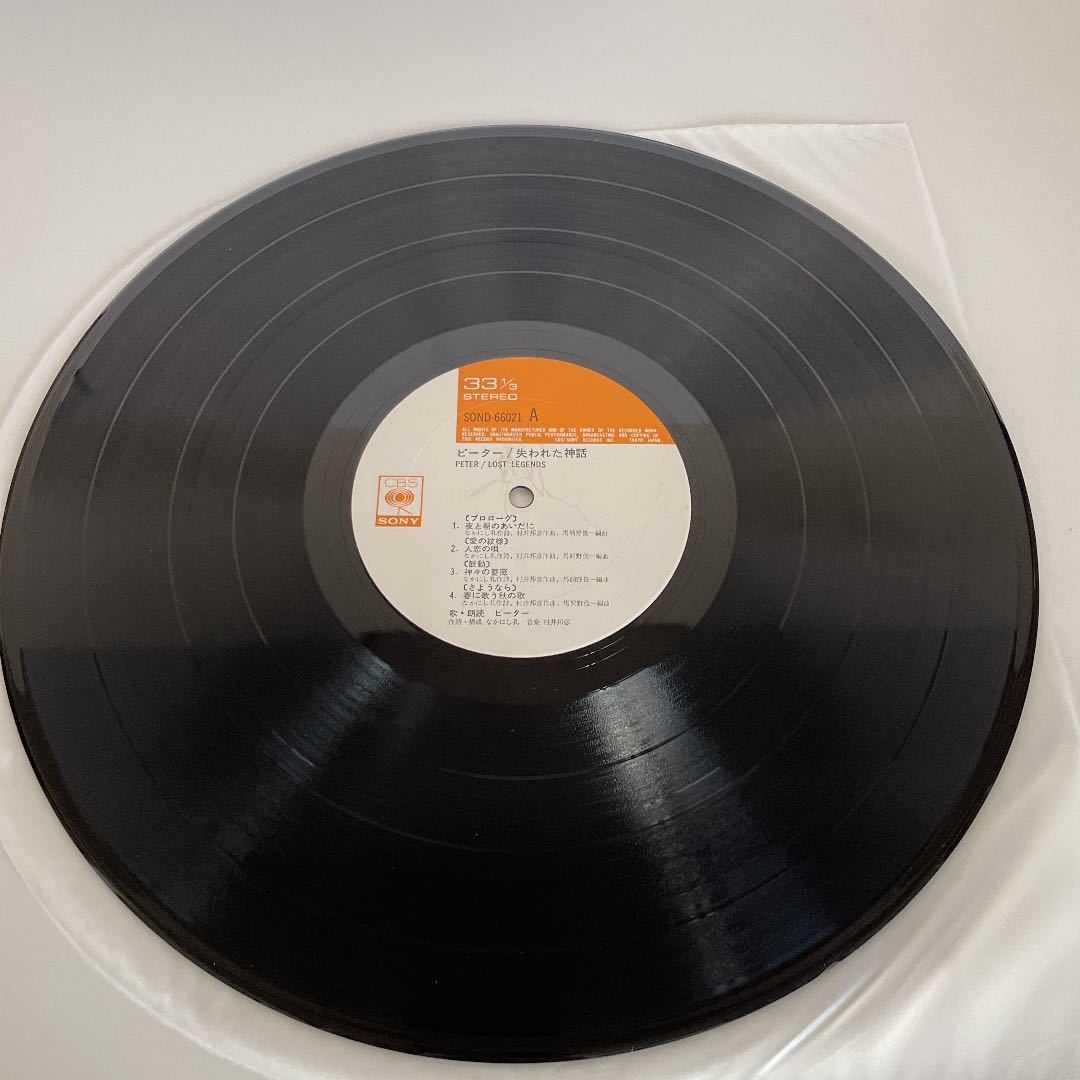 33 1/3
STEREO
SOND-66021 A
ALL RIGHTS OF THE MANUFACTURER AND OF THE OWNER OF THE RECORDED WORK
RESERVED. UNAUTHORIZED PUBLIC PERFORMANCE, BROADCASTING AND COPYING OF
THIS RECORD PROHIBITED. CBS/SONY RECORDS INC. TOKYO JAPAN.
ピーター/失われた神話
PETER/LOST LEGENDS
CBS
SONY
〔プロローグ〕
1. 夜と朝のあいだに
なかにし礼作詩, 村井邦彦作曲, 馬飼野俊一編曲
〔愛の紋様〕
2. 人恋の唄
なかにし礼作詩, 村井邦彦作曲, 馬飼野俊一編曲
〔鼓動〕
3. 神々の薔薇
なかにし礼作詩, 村井邦彦作曲, 馬飼野俊一編曲
〔さようなら〕
4. 春に歌う秋の歌
なかにし礼作詩, 村井邦彦作曲, 馬飼野俊一編曲
歌・朗読 ピーター
作詩・構成 なかにし礼 音楽 村井邦彦